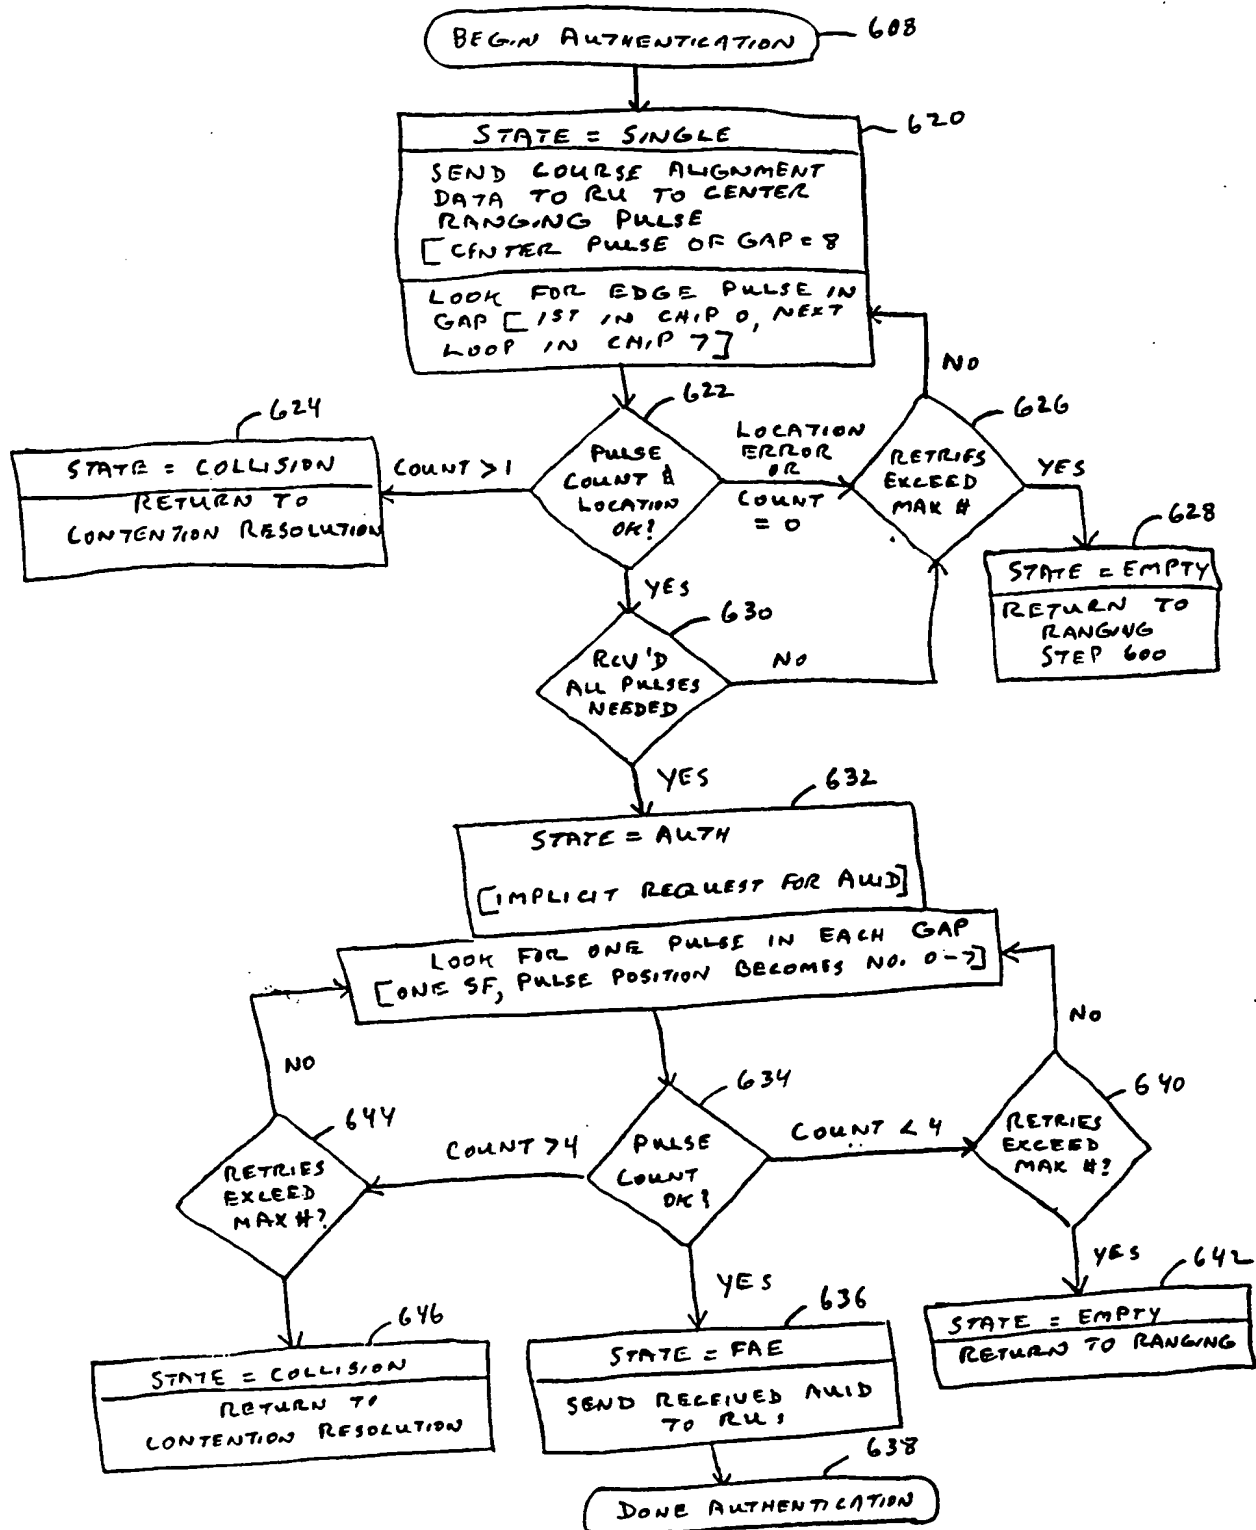 BEGIN AUTHENTICATION
608
STATE = SINGLE
620
SEND COURSE ALIGNMENT
DATA TO RU TO CENTER
RANGING PULSE
[CENTER PULSE OF GAP = 8
LOOK FOR EDGE PULSE IN
GAP [1ST IN CHIP 0, NEXT
LOOP IN CHIP 7]
NO
622
624
626
STATE = COLLISION
RETURN TO
CONTENTION RESOLUTION
COUNT > 1
PULSE
COUNT &
LOCATION
OK?
LOCATION
ERROR
OR
COUNT
= 0
RETRIES
EXCEED
MAX #
YES
628
STATE = EMPTY
RETURN TO
RANGING
STEP 600
YES
630
RCV'D
ALL PULSES
NEEDED
NO
YES
632
STATE = AUTH
[IMPLICIT REQUEST FOR AUID]
LOOK FOR ONE PULSE IN EACH GAP
[ONE SF, PULSE POSITION BECOMES NO. 0-7]
NO
NO
644
634
640
RETRIES
EXCEED
MAX #?
COUNT > 4
PULSE
COUNT
OK?
COUNT < 4
RETRIES
EXCEED
MAX #?
YES
YES
642
646
636
STATE = COLLISION
RETURN TO
CONTENTION RESOLUTION
STATE = FAE
SEND RECEIVED AUID
TO RU,
STATE = EMPTY
RETURN TO RANGING
638
DONE AUTHENTICATION